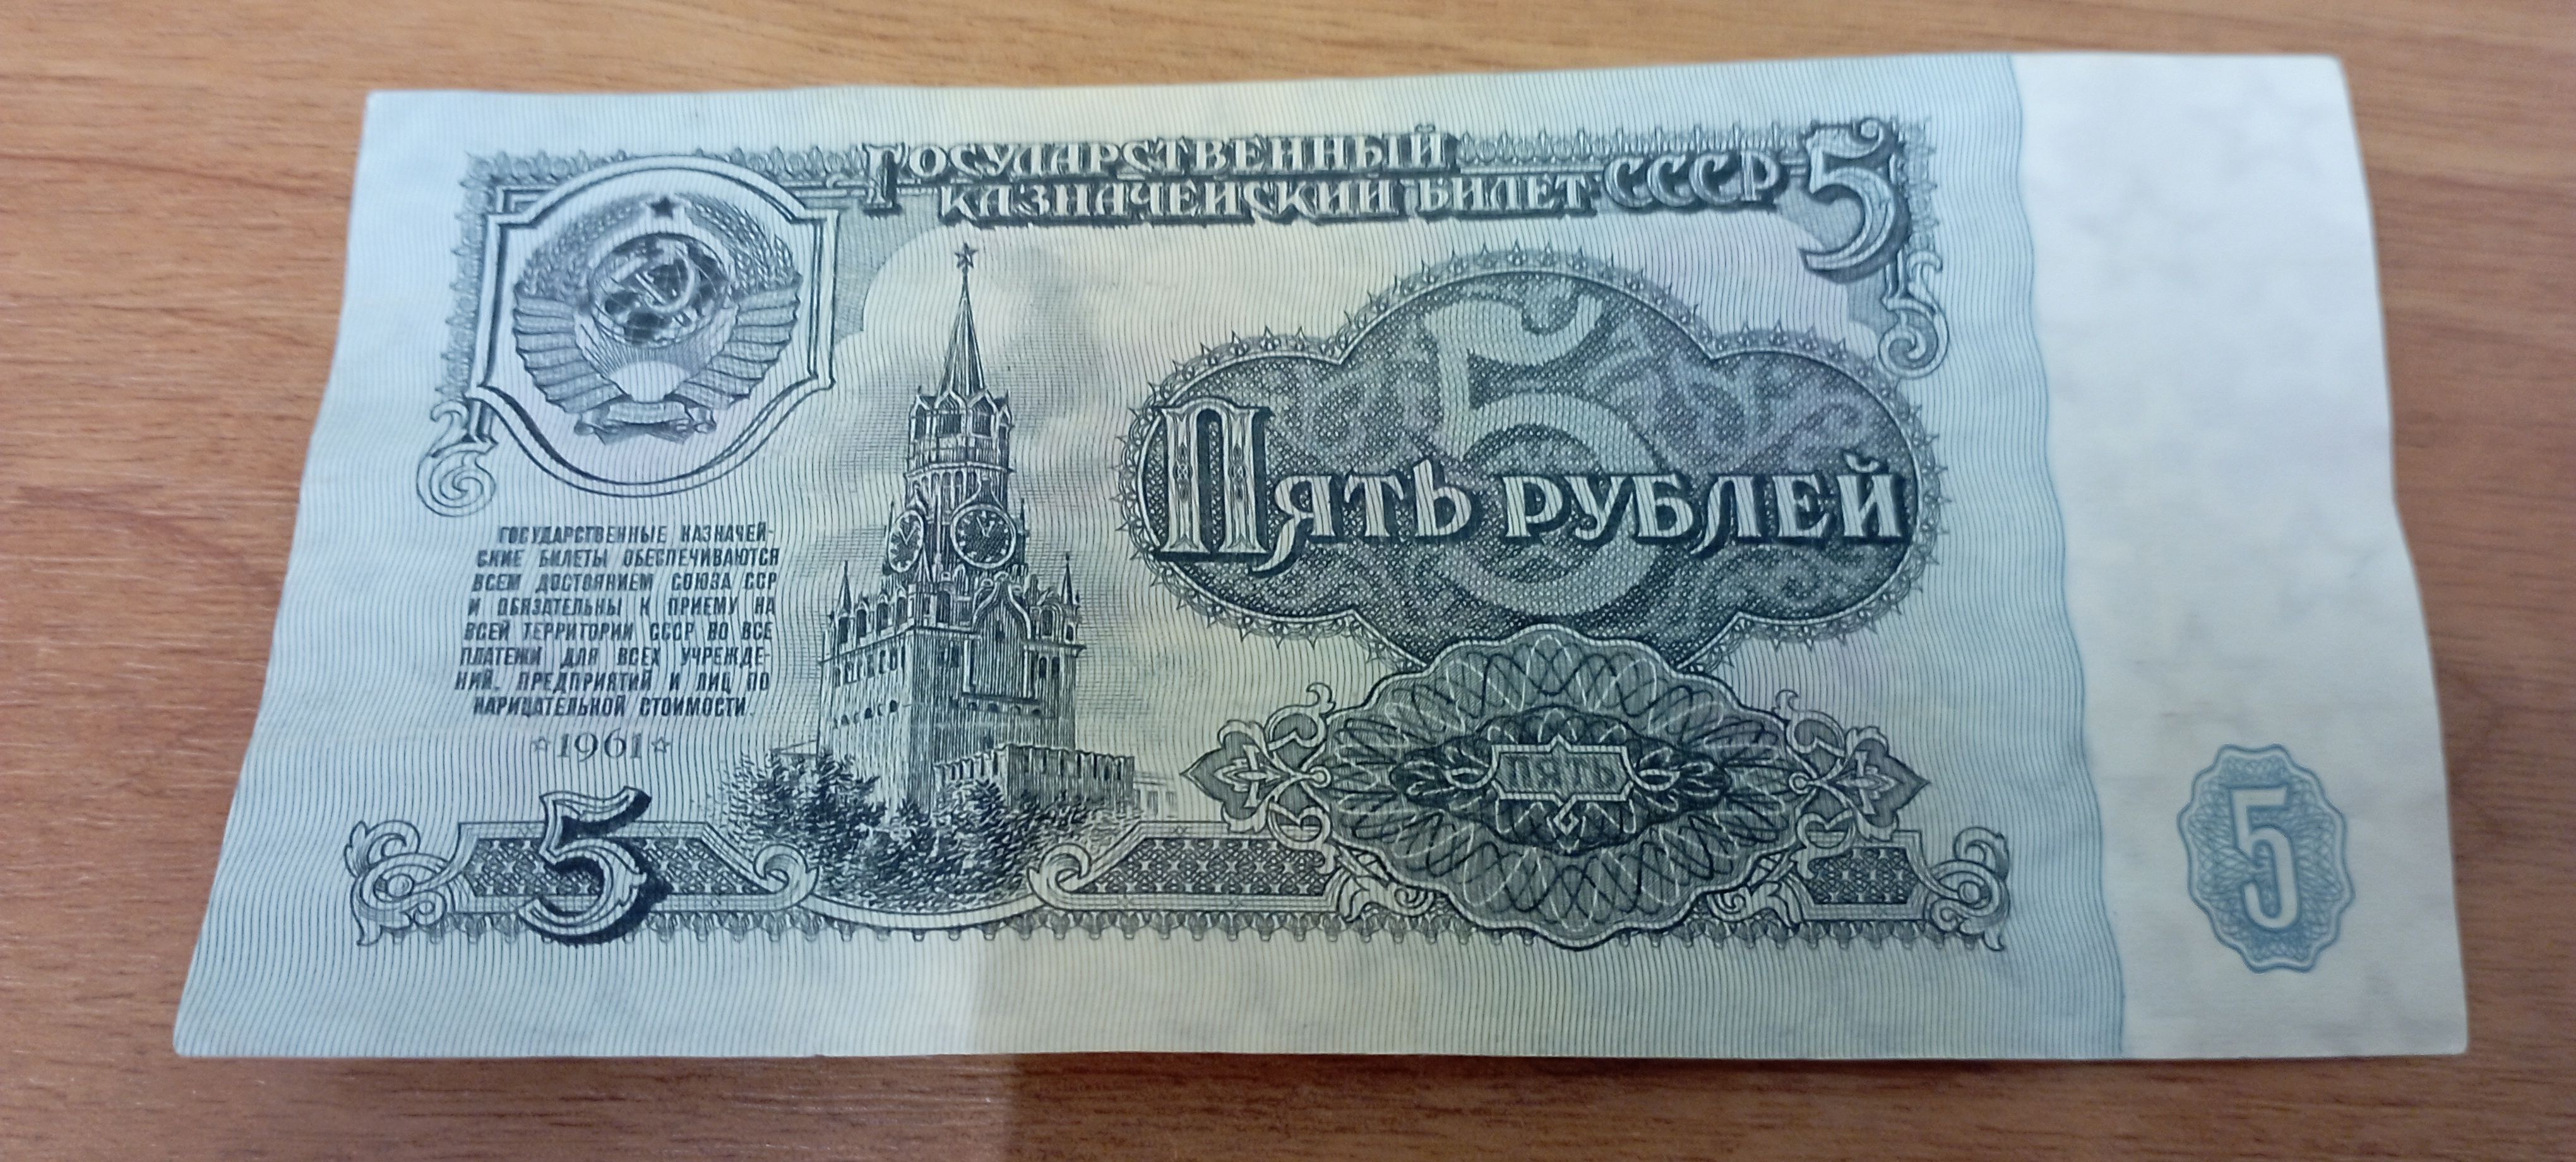 ГОСУДАРСТВЕННЫЙ
КАЗНАЧЕЙСКИЙ БИЛЕТ СССР 5
ПЯТЬ РУБЛЕЙ
5
ГОСУДАРСТВЕННЫЕ КАЗНАЧЕЙ-
СКИЕ БИЛЕТЫ ОБЕСПЕЧИВАЮТСЯ
ВСЕМ ДОСТОЯНИЕМ СОЮЗА ССР
И ОБЯЗАТЕЛЬНЫ К ПРИЕМУ НА
ВСЕЙ ТЕРРИТОРИИ СССР ВО ВСЕ
ПЛАТЕЖИ ДЛЯ ВСЕХ УЧРЕЖДЕ-
НИЙ, ПРЕДПРИЯТИЙ И ЛИЦ ПО
НАРИЦАТЕЛЬНОЙ СТОИМОСТИ.
☆1961☆
5
ПЯТЬ
5